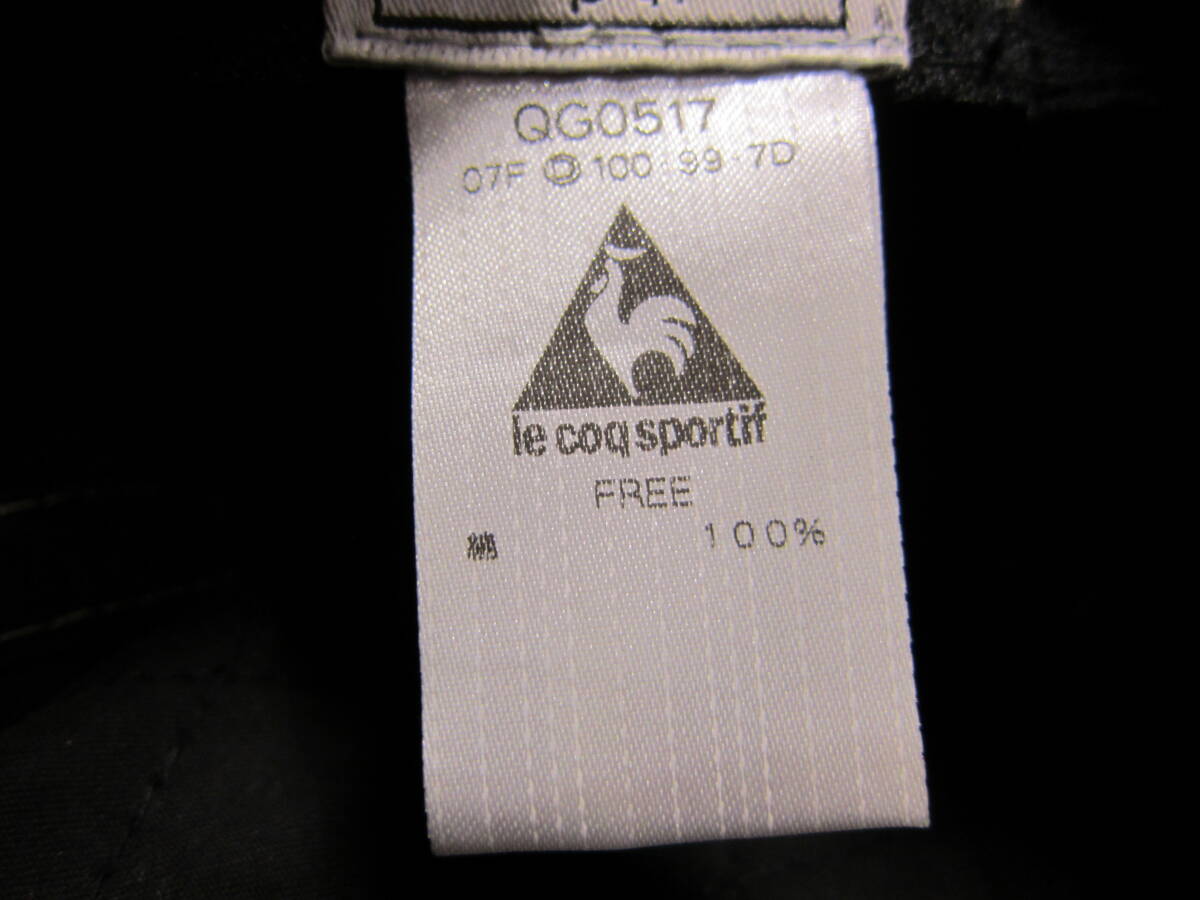 QG0517
07F Ⓓ 100 99 7D
le coq sportif
FREE
綿 100%